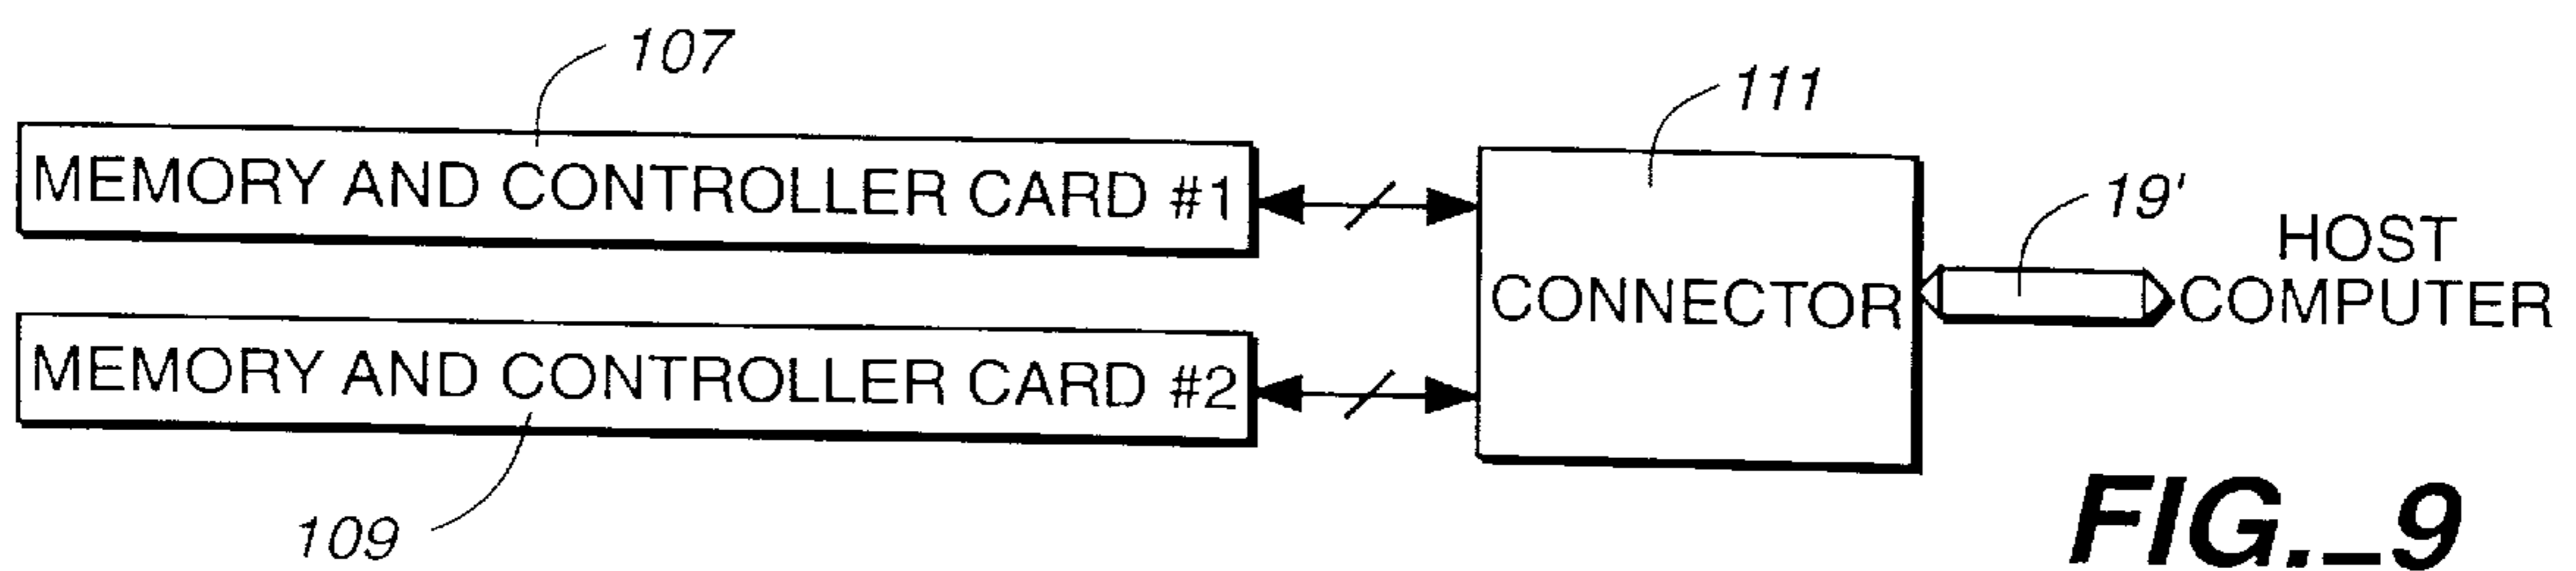 107
111
MEMORY AND CONTROLLER CARD #1
19'
HOST
COMPUTER
CONNECTOR
MEMORY AND CONTROLLER CARD #2
109
FIG._9